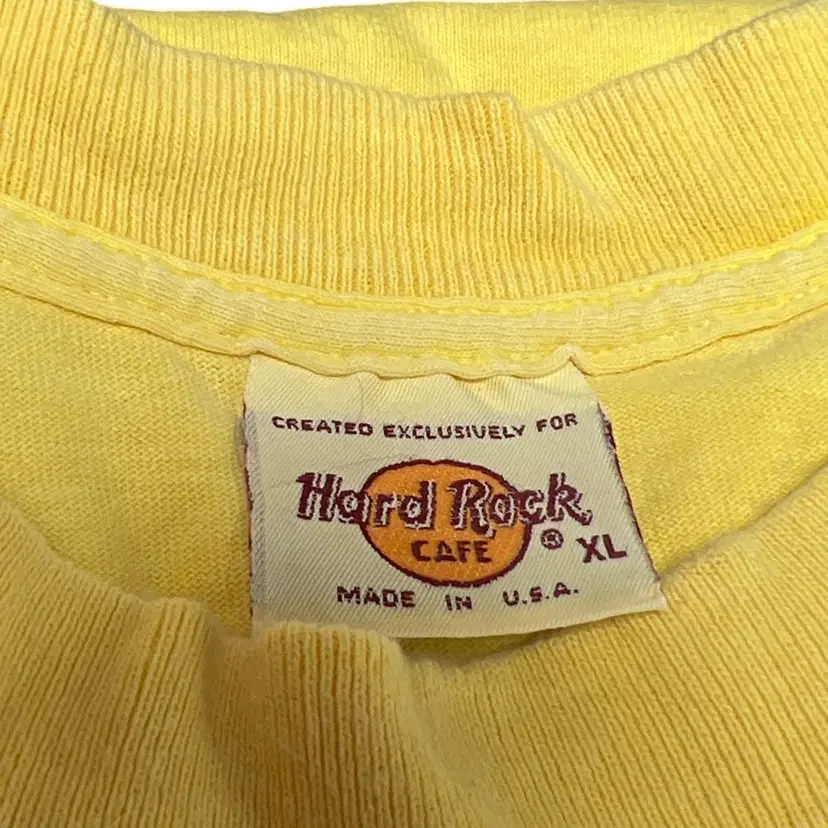 CREATED EXCLUSIVELY FOR
Hard Rock
CAFE ® XL
MADE IN U.S.A.